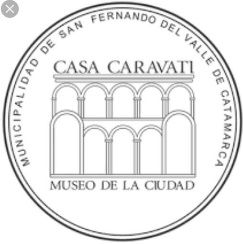 MUNICIPALIDAD DE SAN FERNANDO DEL VALLE DE CATAMARCA
CASA CARAVATI
MUSEO DE LA CIUDAD